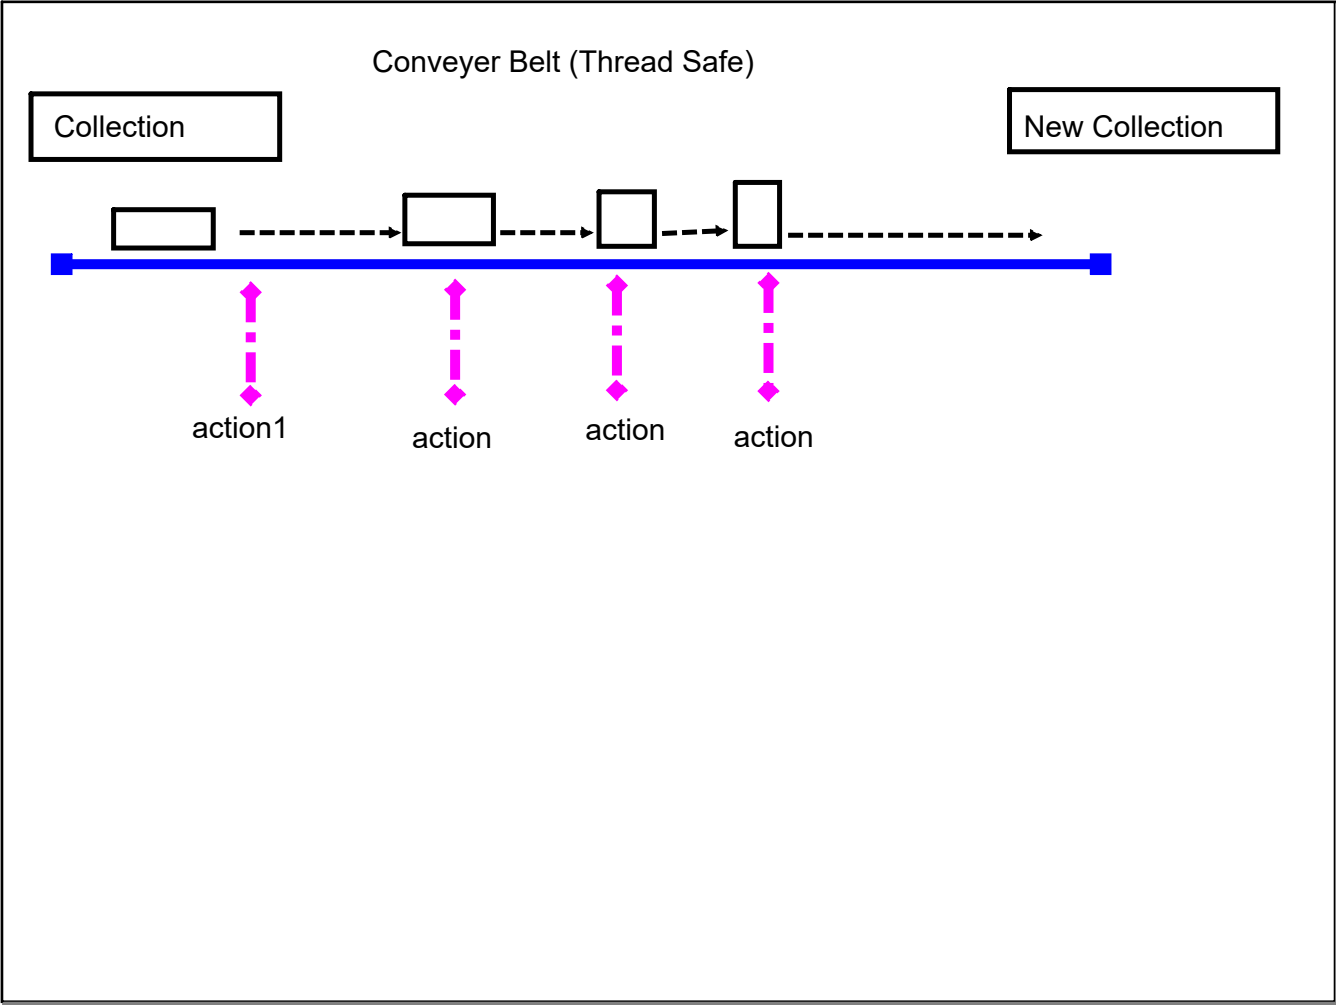 Conveyer Belt (Thread Safe)
Collection
New Collection
action1
action
action
action